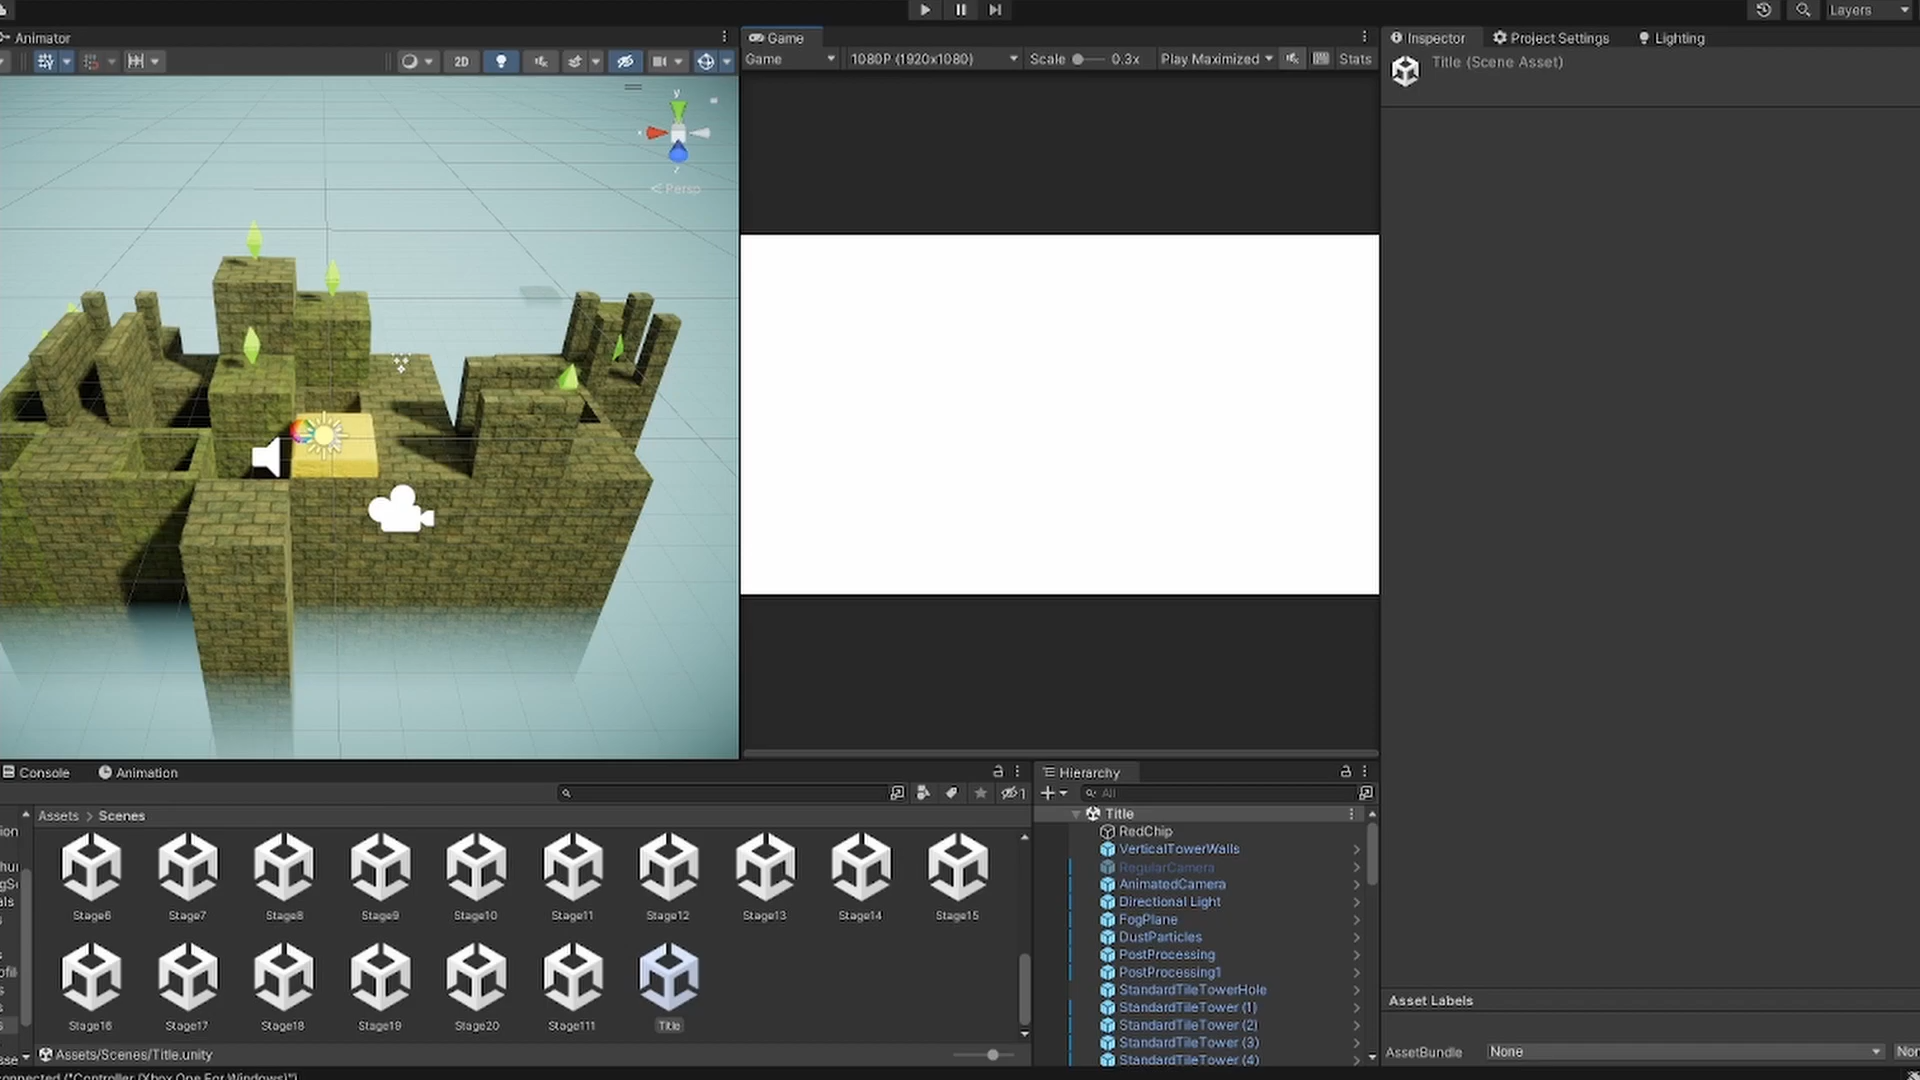 Layers
Animator
Game
Inspector
Project Settings
Lighting
2D
Game
1080P (1920x1080)
Scale
0.3x
Play Maximized
Stats
Title (Scene Asset)
y
x
z
< Persp
Console
Animation
Hierarchy
1
All
Assets > Scenes
Title
RedChip
VerticalTowerWalls
RegularCamera
AnimatedCamera
Directional Light
FogPlane
DustParticles
PostProcessing
PostProcessing1
StandardTileTowerHole
StandardTileTower (1)
StandardTileTower (2)
StandardTileTower (3)
StandardTileTower (4)
Stage6
Stage7
Stage8
Stage9
Stage10
Stage11
Stage12
Stage13
Stage14
Stage15
Stage16
Stage17
Stage18
Stage19
Stage20
Stage111
Title
Assets/Scenes/Title.unity
Asset Labels
AssetBundle
None